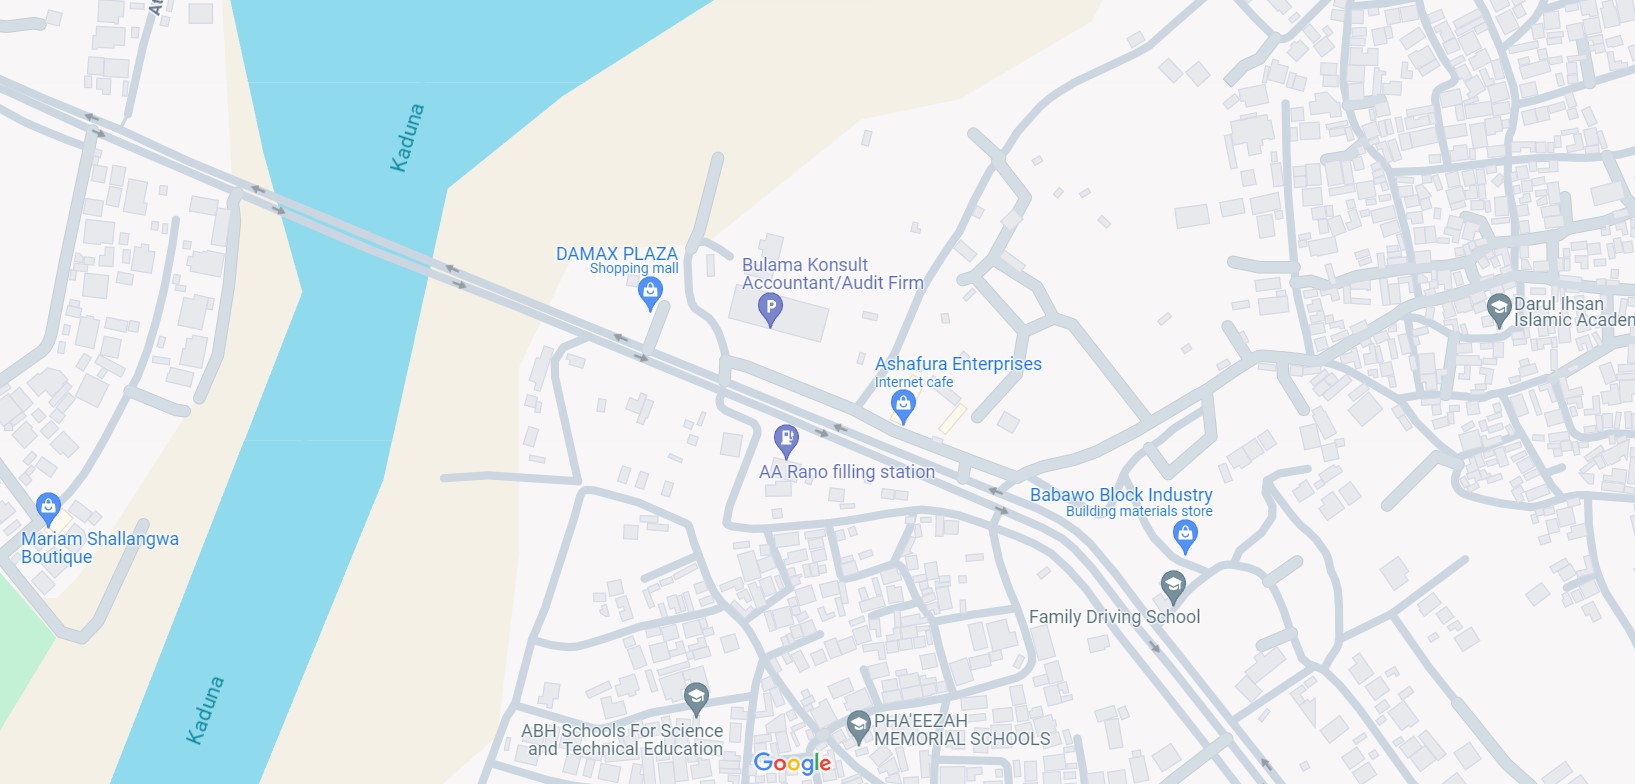 At
Kaduna
DAMAX PLAZA
Shopping mall
Bulama Konsult
Accountant/Audit Firm
Darul Ihsan
Islamic Academ
Ashafura Enterprises
Internet cafe
AA Rano filling station
Babawo Block Industry
Building materials store
Mariam Shallangwa
Boutique
Family Driving School
Kaduna
ABH Schools For Science
and Technical Education
PHA'EEZAH
MEMORIAL SCHOOLS
Google